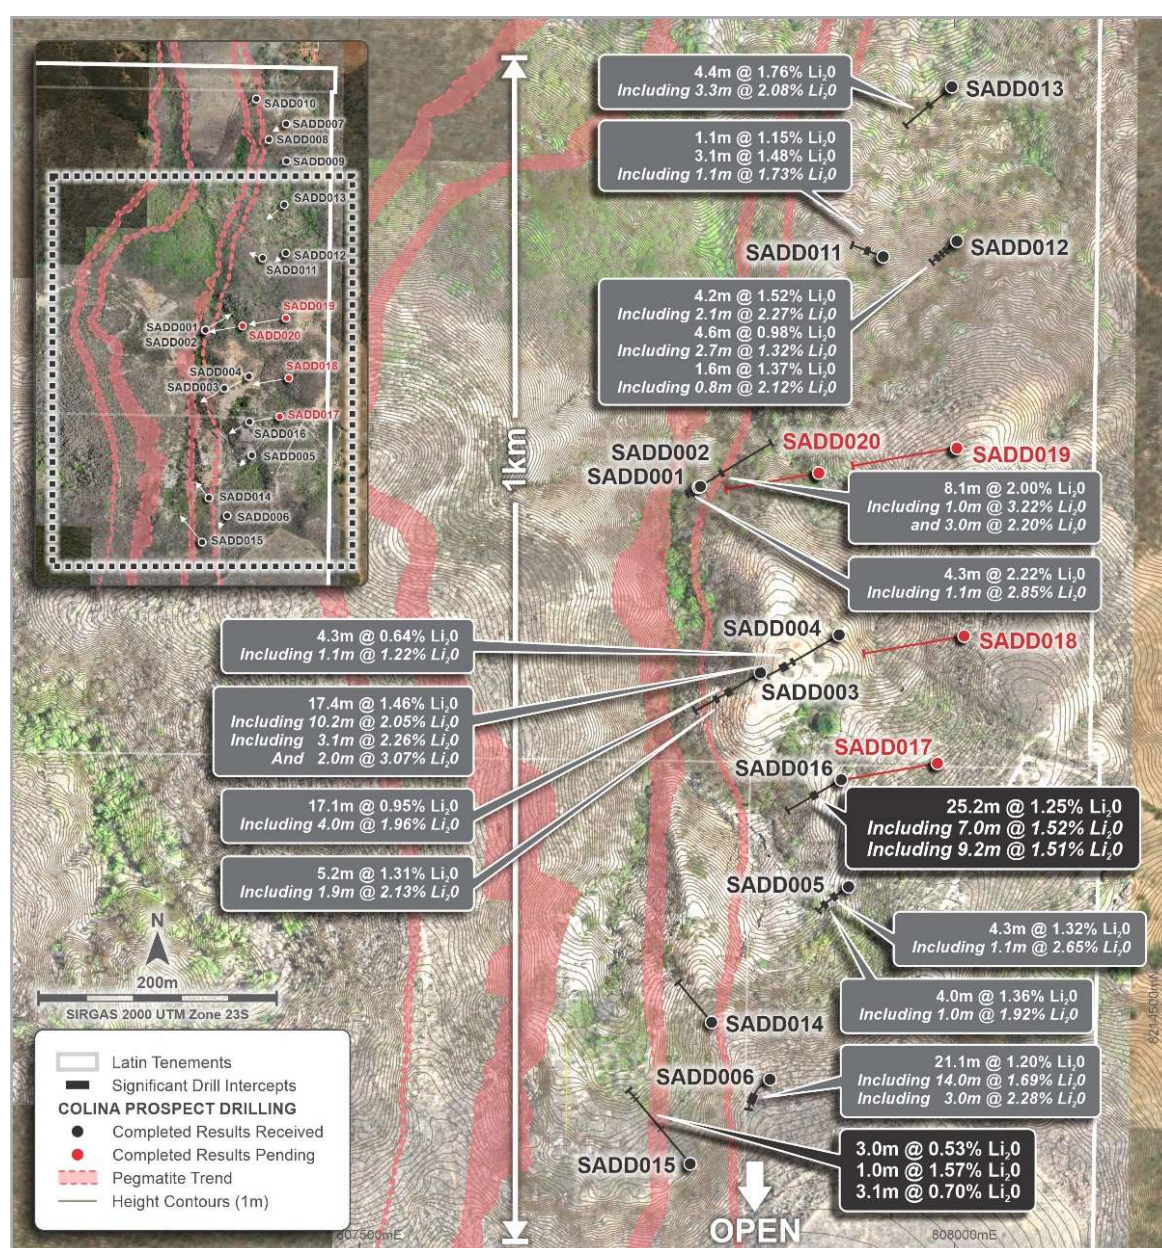 SADD010
SADD007
SADD008
SADD009
SADD013
SADD012
SADD011
SADD019
SADD001
SADD020
SADD002
SADD004
SADD018
SADD003
SADD017
SADD016
SADD005
SADD014
SADD006
SADD015
4.4m @ 1.76% Li₂0
Including 3.3m @ 2.08% Li₂0
SADD013
1.1m @ 1.15% Li₂0
3.1m @ 1.48% Li₂0
Including 1.1m @ 1.73% Li₂0
SADD011
SADD012
4.2m @ 1.52% Li₂0
Including 2.1m @ 2.27% Li₂0
4.6m @ 0.98% Li₂0
Including 2.7m @ 1.32% Li₂0
1.6m @ 1.37% Li₂0
Including 0.8m @ 2.12% Li₂0
1km
SADD002
SADD001
SADD020
SADD019
8.1m @ 2.00% Li₂0
Including 1.0m @ 3.22% Li₂0
and 3.0m @ 2.20% Li₂0
4.3m @ 2.22% Li₂0
Including 1.1m @ 2.85% Li₂0
SADD004
SADD018
SADD003
4.3m @ 0.64% Li₂0
Including 1.1m @ 1.22% Li₂0
17.4m @ 1.46% Li₂0
Including 10.2m @ 2.05% Li₂0
Including 3.1m @ 2.26% Li₂0
And 2.0m @ 3.07% Li₂0
17.1m @ 0.95% Li₂0
Including 4.0m @ 1.96% Li₂0
5.2m @ 1.31% Li₂0
Including 1.9m @ 2.13% Li₂0
SADD017
SADD016
25.2m @ 1.25% Li₂0
Including 7.0m @ 1.52% Li₂0
Including 9.2m @ 1.51% Li₂0
SADD005
4.3m @ 1.32% Li₂0
Including 1.1m @ 2.65% Li₂0
4.0m @ 1.36% Li₂0
Including 1.0m @ 1.92% Li₂0
SADD014
SADD006
21.1m @ 1.20% Li₂0
Including 14.0m @ 1.69% Li₂0
Including 3.0m @ 2.28% Li₂0
3.0m @ 0.53% Li₂0
1.0m @ 1.57% Li₂0
3.1m @ 0.70% Li₂0
SADD015
OPEN
N
200m
SIRGAS 2000 UTM Zone 23S
Latin Tenements
Significant Drill Intercepts
COLINA PROSPECT DRILLING
Completed Results Received
Completed Results Pending
Pegmatite Trend
Height Contours (1m)
808000mE